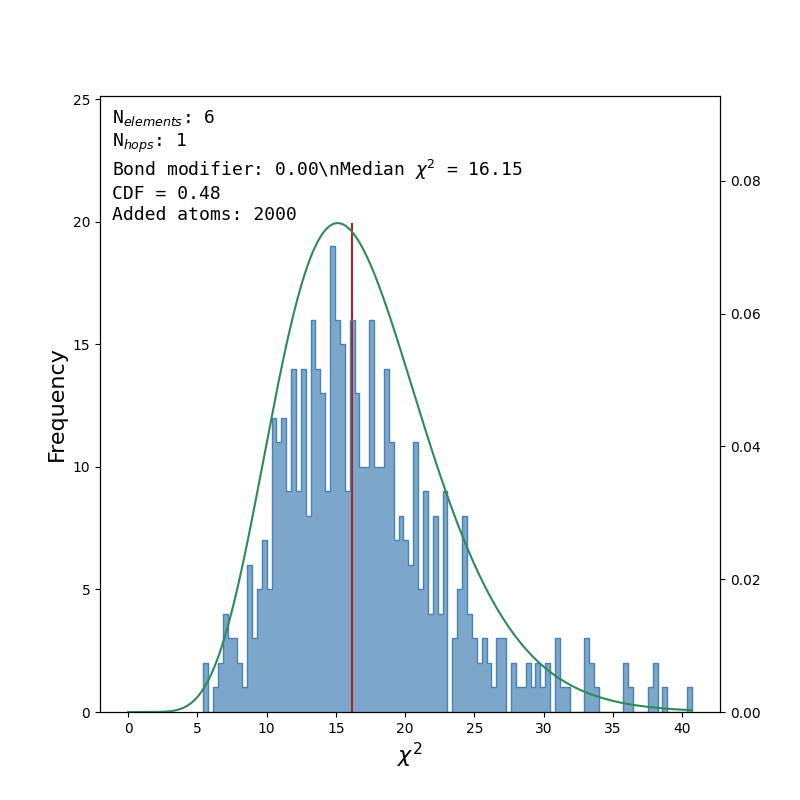 N_elements: 6
N_hops: 1
Bond modifier: 0.00\nMedian χ² = 16.15
CDF = 0.48
Added atoms: 2000
25
20
15
10
5
0
Frequency
0.08
0.06
0.04
0.02
0.00
0 5 10 15 20 25 30 35 40
χ²